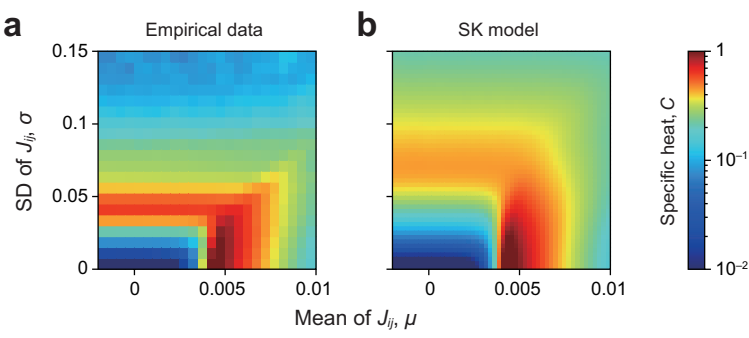 a Empirical data
b SK model
0.15
0.1
0.05
0
SD of Jij, σ
0 0.005 0.01
0 0.005 0.01
Mean of Jij, μ
1
10−1
10−2
Specific heat, C